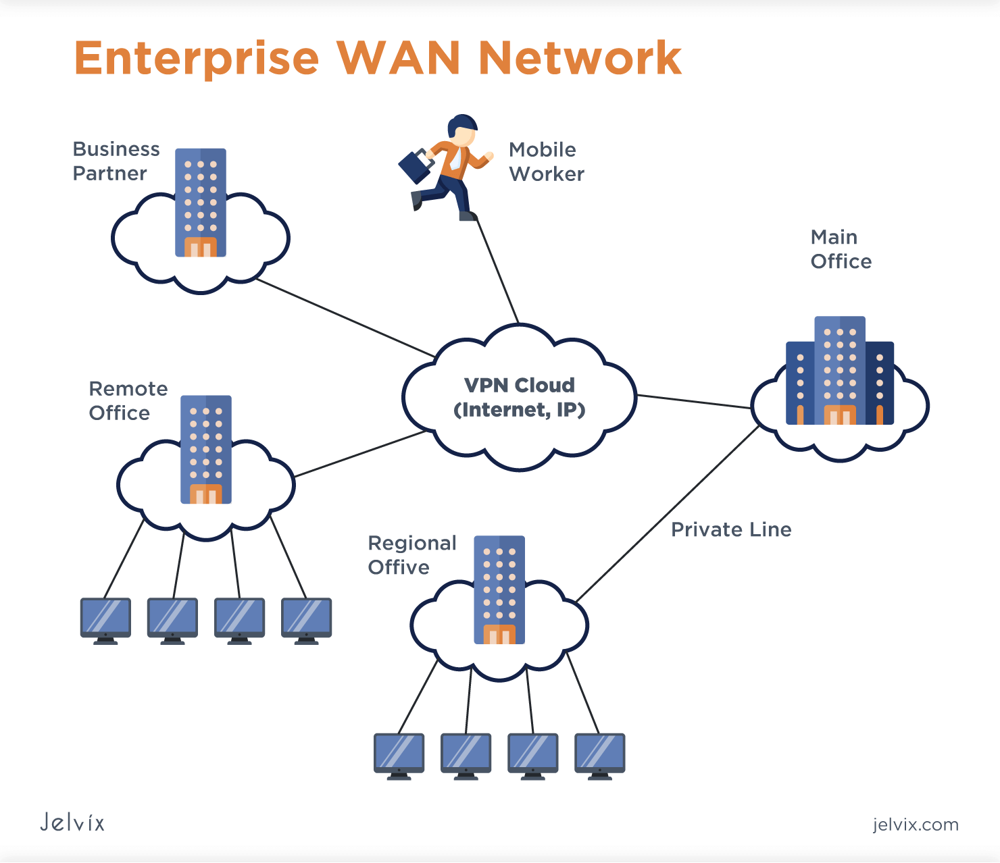 Enterprise WAN Network
Business
Partner
Mobile
Worker
Main
Office
VPN Cloud
(Internet, IP)
Remote
Office
Private Line
Regional
Offive
Jelvíx
jelvix.com